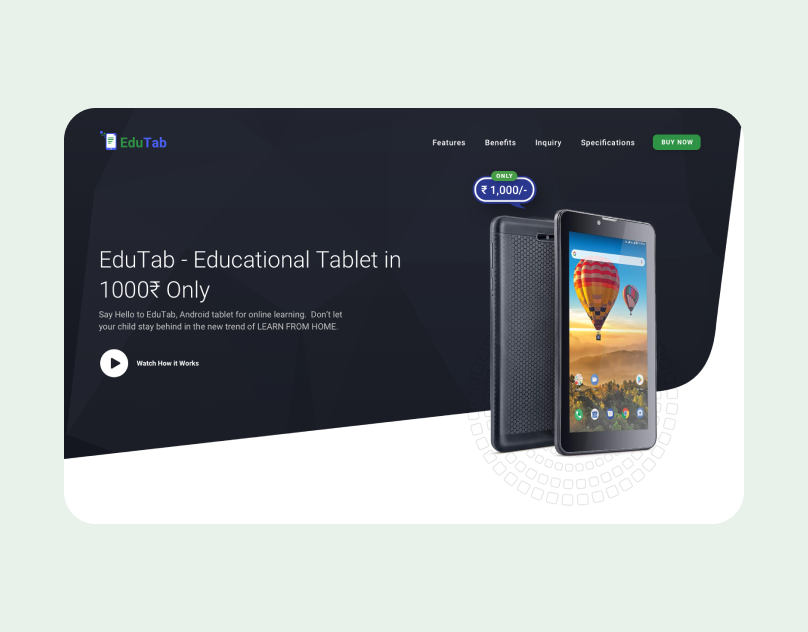 EduTab
Features Benefits Inquiry Specifications BUY NOW
ONLY
₹ 1,000/-
EduTab - Educational Tablet in
1000₹ Only
Say Hello to EduTab, Android tablet for online learning. Don't let
your child stay behind in the new trend of LEARN FROM HOME.
Watch How it Works